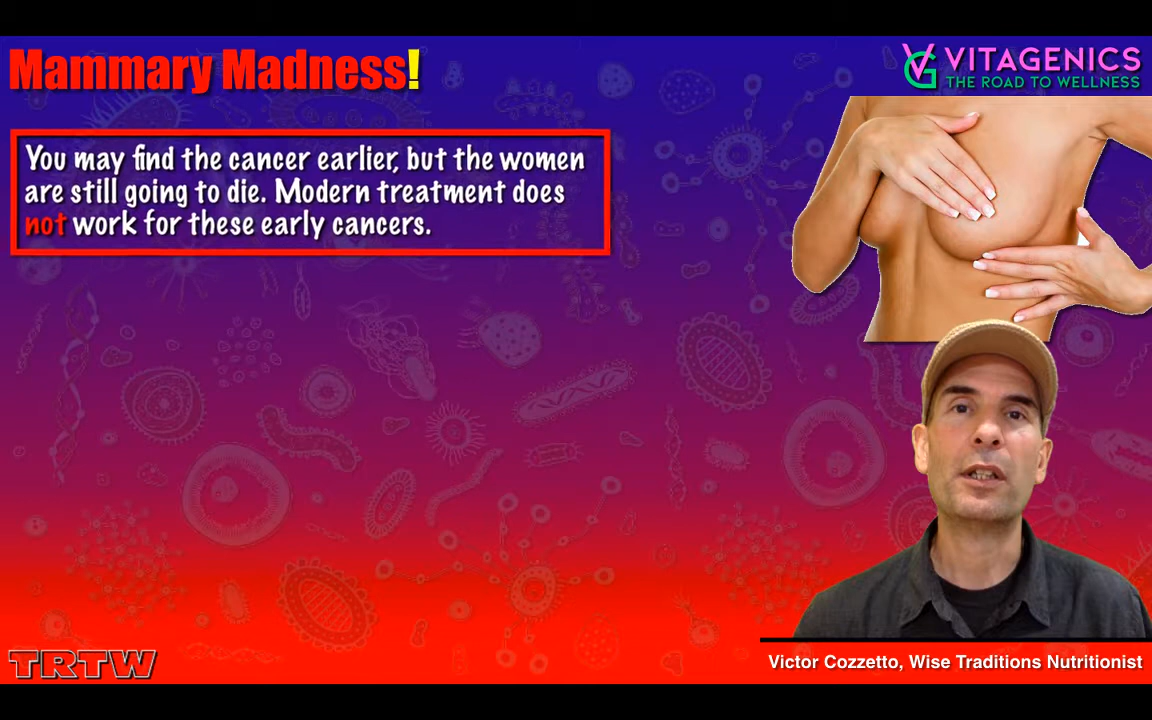 Mammary Madness!
VG VITAGENICS
THE ROAD TO WELLNESS
You may find the cancer earlier, but the women
are still going to die. Modern treatment does
not work for these early cancers.
TRTW
Victor Cozzetto, Wise Traditions Nutritionist